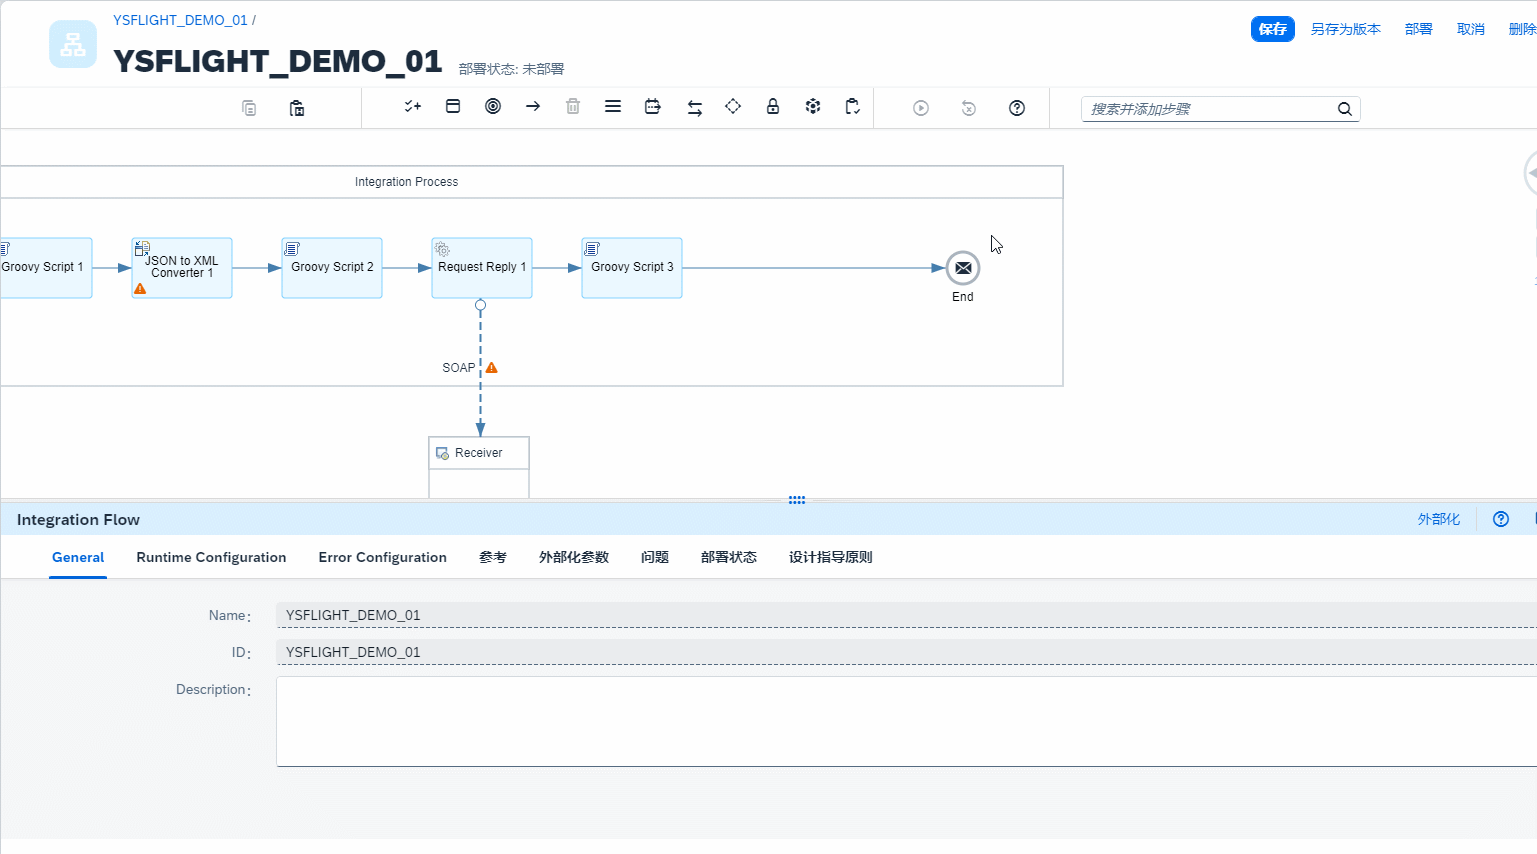 YSFLIGHT_DEMO_01 /
YSFLIGHT_DEMO_01
部署状态: 未部署
保存
另存为版本
部署
取消
删除
搜索并添加步骤
Integration Process
Groovy Script 1
JSON to XML
Converter 1
Groovy Script 2
Request Reply 1
Groovy Script 3
End
SOAP
Receiver
Integration Flow
外部化
General
Runtime Configuration
Error Configuration
参考
外部化参数
问题
部署状态
设计指导原则
Name:
YSFLIGHT_DEMO_01
ID:
YSFLIGHT_DEMO_01
Description: